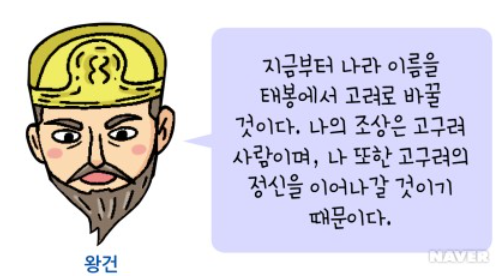 지금부터 나라 이름을
태봉에서 고려로 바꿀
것이다. 나의 조상은 고구려
사람이며, 나 또한 고구려의
정신을 이어나갈 것이기
때문이다.
왕건
NAVER